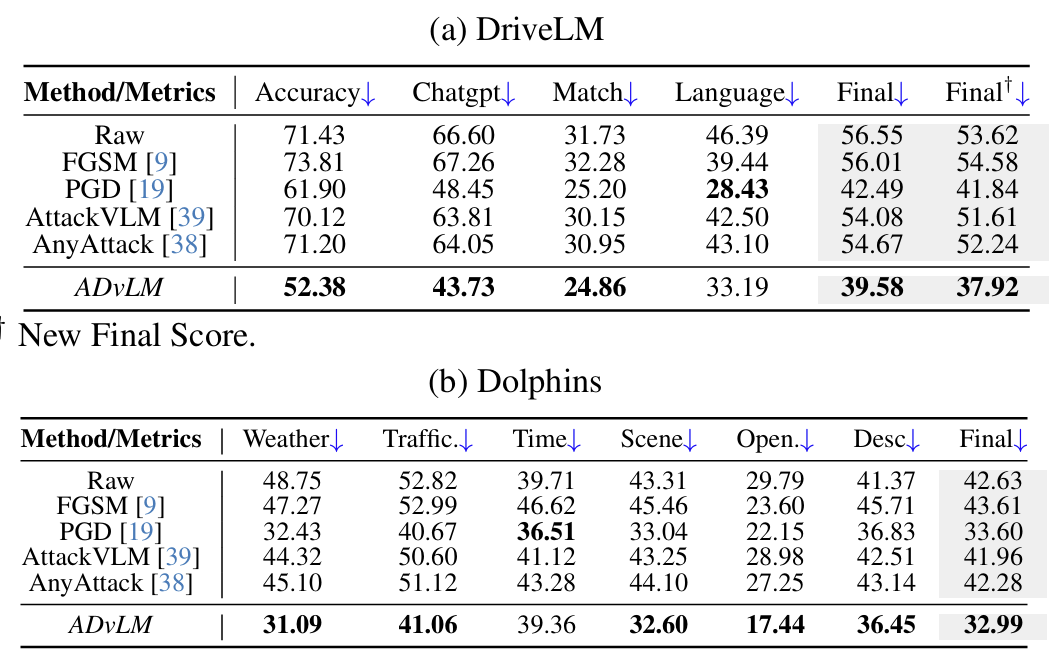 (a) DriveLM
Method/Metrics Accuracy↓ Chatgpt↓ Match↓ Language↓ Final↓ Final†↓
Raw 71.43 66.60 31.73 46.39 56.55 53.62
FGSM [9] 73.81 67.26 32.28 39.44 56.01 54.58
PGD [19] 61.90 48.45 25.20 28.43 42.49 41.84
AttackVLM [39] 70.12 63.81 30.15 42.50 54.08 51.61
AnyAttack [38] 71.20 64.05 30.95 43.10 54.67 52.24
ADvLM 52.38 43.73 24.86 33.19 39.58 37.92
† New Final Score.
(b) Dolphins
Method/Metrics Weather↓ Traffic.↓ Time↓ Scene↓ Open.↓ Desc↓ Final↓
Raw 48.75 52.82 39.71 43.31 29.79 41.37 42.63
FGSM [9] 47.27 52.99 46.62 45.46 23.60 45.71 43.61
PGD [19] 32.43 40.67 36.51 33.04 22.15 36.83 33.60
AttackVLM [39] 44.32 50.60 41.12 43.25 28.98 42.51 41.96
AnyAttack [38] 45.10 51.12 43.28 44.10 27.25 43.14 42.28
ADvLM 31.09 41.06 39.36 32.60 17.44 36.45 32.99